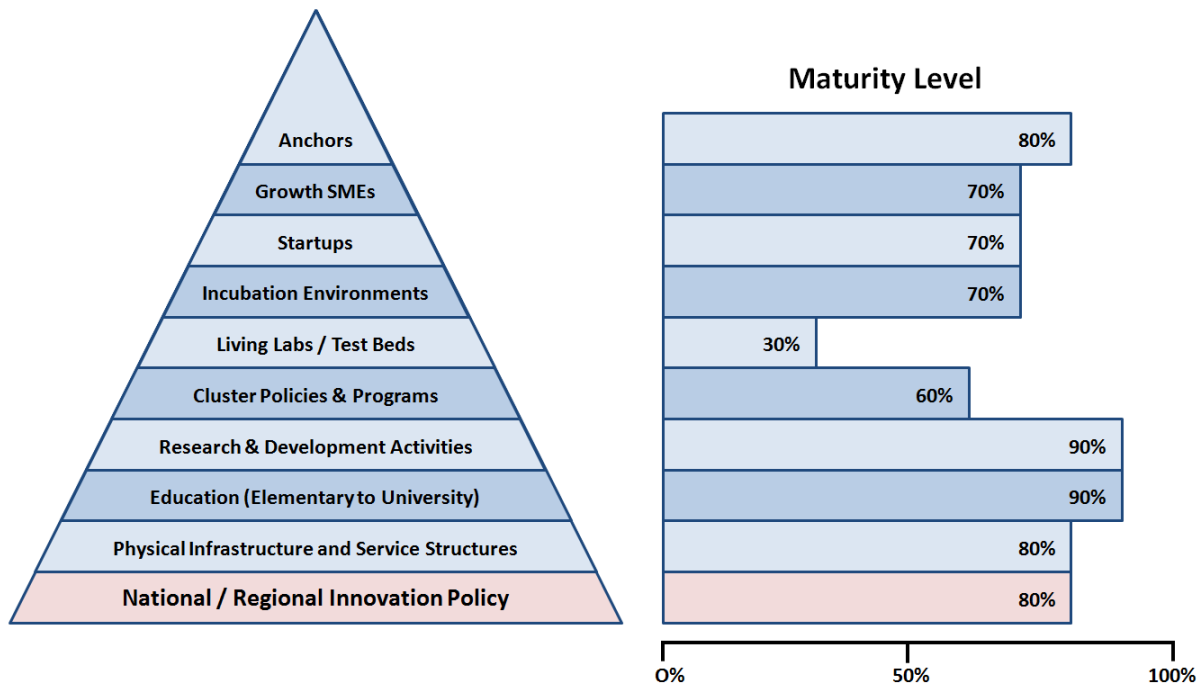 Maturity Level
Anchors
80%
Growth SMEs
70%
Startups
70%
Incubation Environments
70%
Living Labs / Test Beds
30%
Cluster Policies & Programs
60%
Research & Development Activities
90%
Education (Elementary to University)
90%
Physical Infrastructure and Service Structures
80%
National / Regional Innovation Policy
80%
O% 50% 100%